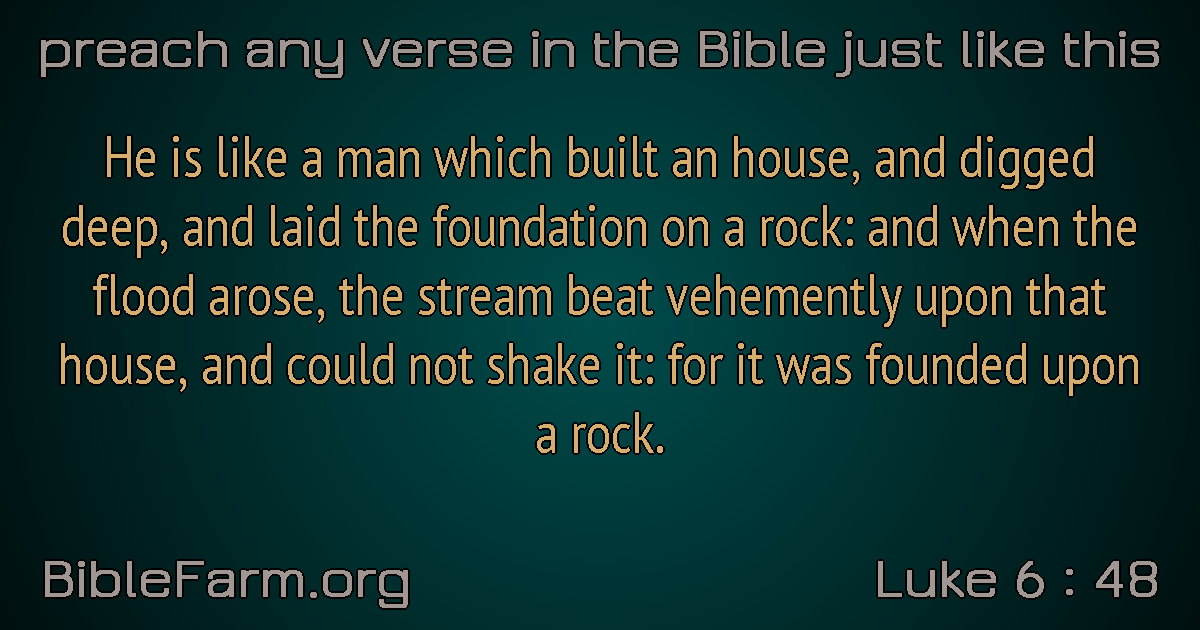 preach any verse in the Bible just like this
He is like a man which built an house, and digged
deep, and laid the foundation on a rock: and when the
flood arose, the stream beat vehemently upon that
house, and could not shake it: for it was founded upon
a rock.
BibleFarm.org
Luke 6 : 48